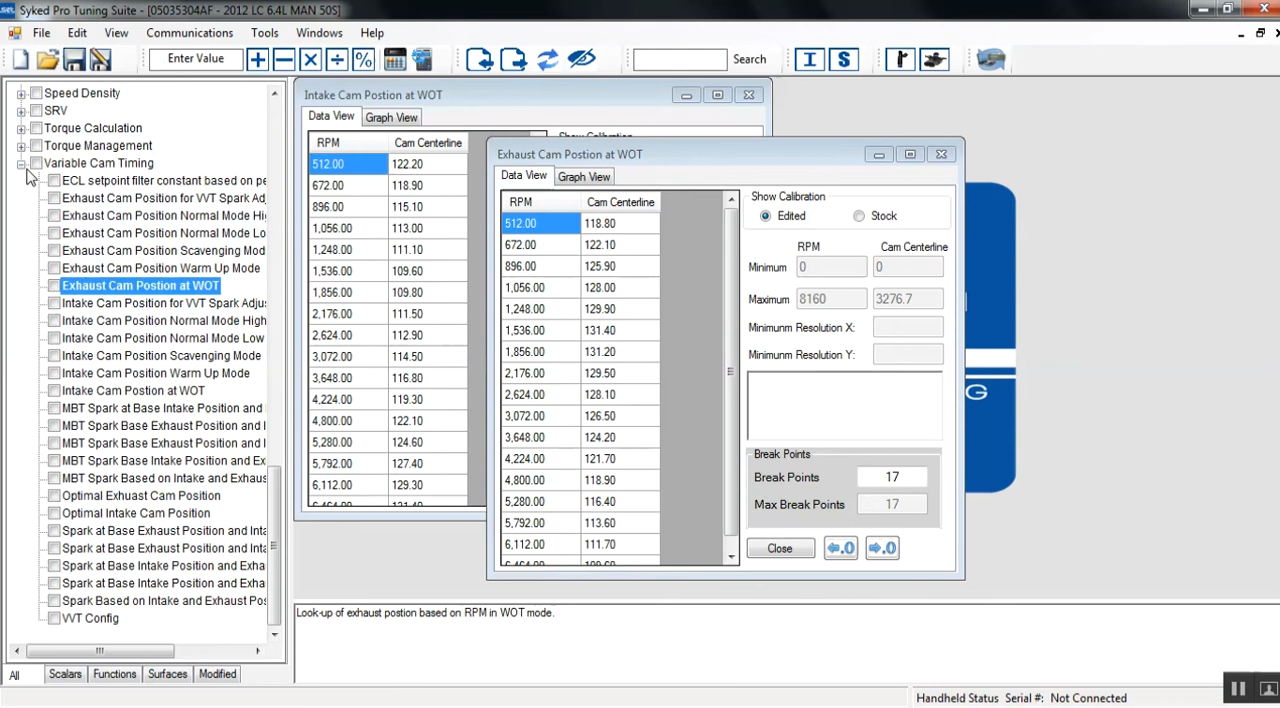 Syked Pro Tuning Suite - [05035304AF - 2012 LC 6.4L MAN 50S]
File Edit View Communications Tools Windows Help
Enter Value + − × ÷ % Search I S
Speed Density
SRV
Torque Calculation
Torque Management
Variable Cam Timing
ECL setpoint filter constant based on pe
Exhaust Cam Position for VVT Spark Adj
Exhaust Cam Position Normal Mode Hig
Exhaust Cam Position Normal Mode Lo
Exhaust Cam Position Scavenging Mod
Exhaust Cam Position Warm Up Mode
Exhaust Cam Postion at WOT
Intake Cam Position for VVT Spark Adjus
Intake Cam Position Normal Mode High
Intake Cam Position Normal Mode Low
Intake Cam Position Scavenging Mode
Intake Cam Position Warm Up Mode
Intake Cam Postion at WOT
MBT Spark at Base Intake Position and
MBT Spark Base Exhaust Position and I
MBT Spark Base Exhaust Position and I
MBT Spark Base Intake Position and Ex
MBT Spark Based on Intake and Exhaus
Optimal Exhuast Cam Position
Optimal Intake Cam Position
Spark at Base Exhaust Position and Inta
Spark at Base Exhaust Position and Inta
Spark at Base Intake Position and Exha
Spark at Base Intake Position and Exha
Spark Based on Intake and Exhaust Pos
VVT Config
All Scalars Functions Surfaces Modified
Intake Cam Postion at WOT
Data View Graph View
RPM Cam Centerline
512.00 122.20
672.00 118.90
896.00 115.10
1,056.00 113.00
1,248.00 111.10
1,536.00 109.60
1,856.00 109.80
2,176.00 111.50
2,624.00 112.90
3,072.00 114.50
3,648.00 116.80
4,224.00 119.30
4,800.00 122.10
5,280.00 124.60
5,792.00 127.40
6,112.00 129.30
6,464.00 131.40
Show Calibration
Exhaust Cam Postion at WOT
Data View Graph View
RPM Cam Centerline
512.00 118.80
672.00 122.10
896.00 125.90
1,056.00 128.00
1,248.00 129.90
1,536.00 131.40
1,856.00 131.20
2,176.00 129.50
2,624.00 128.10
3,072.00 126.50
3,648.00 124.20
4,224.00 121.70
4,800.00 118.90
5,280.00 116.40
5,792.00 113.60
6,112.00 111.70
6,464.00 109.60
Show Calibration
Edited Stock
RPM Cam Centerline
Minimum 0 0
Maximum 8160 3276.7
Minimunm Resolution X:
Minimunm Resolution Y:
Break Points
Break Points 17
Max Break Points 17
Close .0 .0
G
Look-up of exhaust postion based on RPM in WOT mode.
Handheld Status Serial #: Not Connected